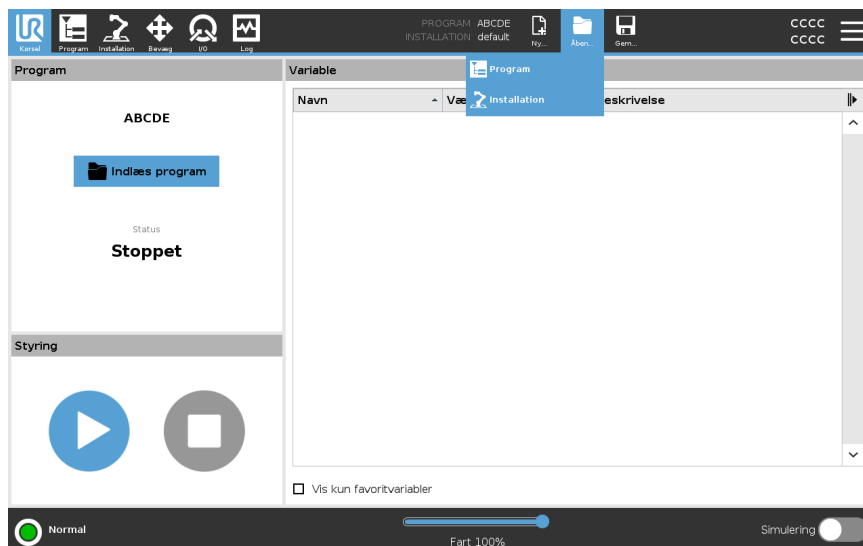 UR
Kørsel
Program
Installation
Bevæg
I/O
Log
PROGRAM ABCDE
INSTALLATION default
Ny...
Åben...
Gem...
CCCC
CCCC
Program
Installation
Program
ABCDE
Indlæs program
Status
Stoppet
Styring
Variable
Navn
Væ
eskrivelse
Vis kun favoritvariabler
Normal
Fart 100%
Simulering